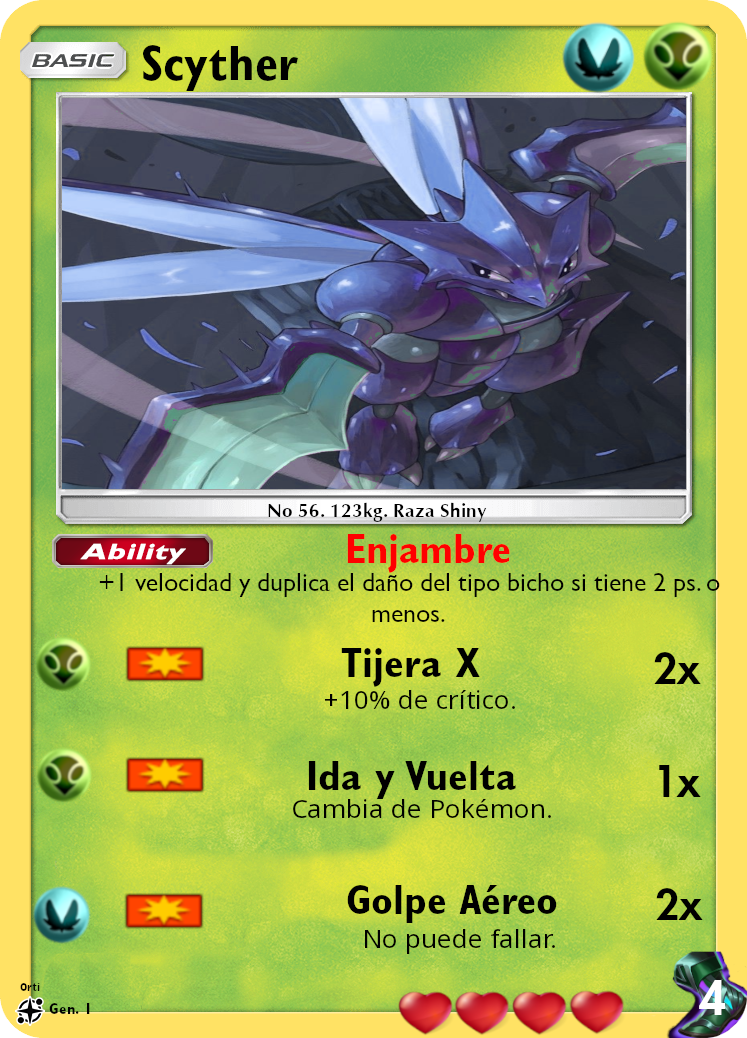 BASIC Scyther
No 56. 123kg. Raza Shiny
Ability Enjambre
+1 velocidad y duplica el daño del tipo bicho si tiene 2 ps. o
menos.
Tijera X 2x
+10% de crítico.
Ida y Vuelta 1x
Cambia de Pokémon.
Golpe Aéreo 2x
No puede fallar.
Orti
Gen. 1
4